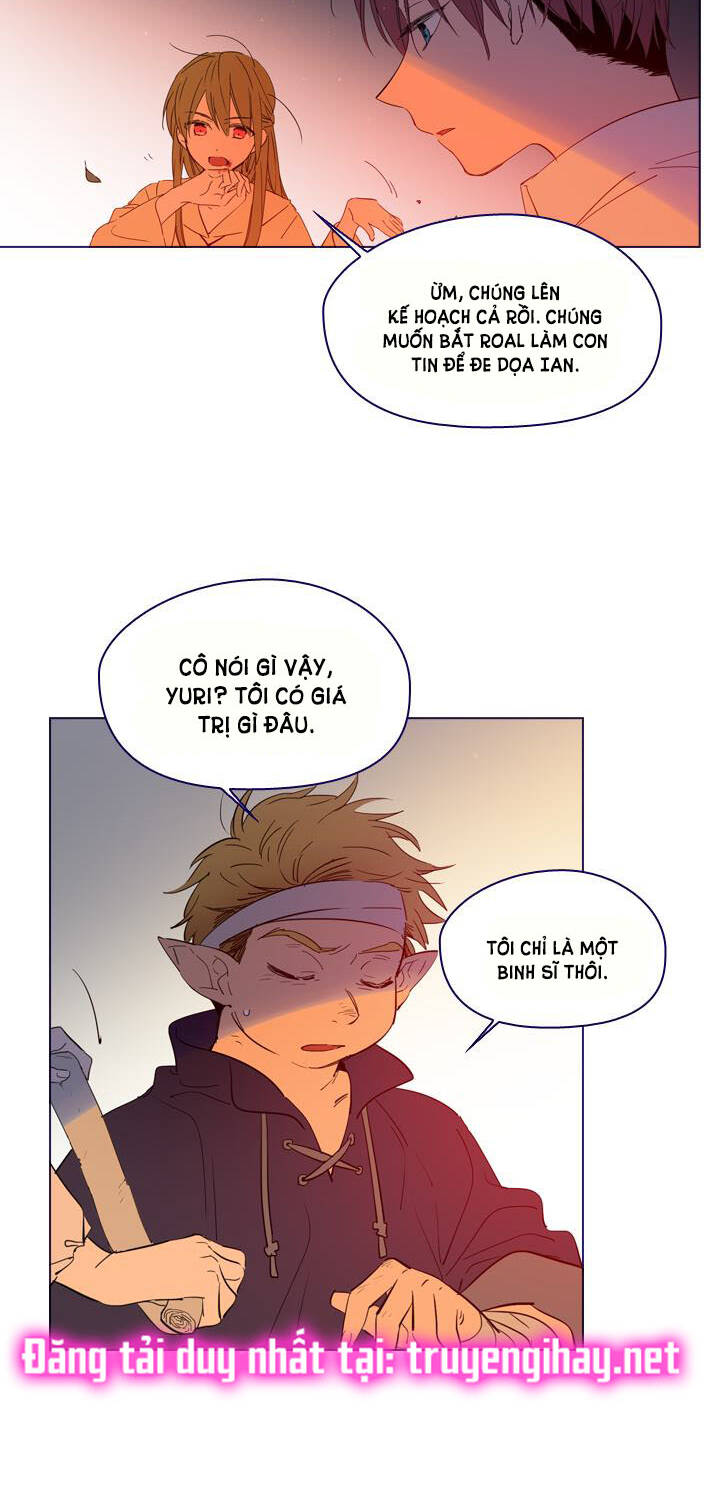 ỪM, CHÚNG LÊN
KẾ HOẠCH CẢ RỒI. CHÚNG
MUỐN BẮT ROAL LÀM CON
TIN ĐỂ ĐE DỌA IAN.
CÔ NÓI GÌ VẬY,
YURI? TÔI CÓ GIÁ
TRỊ GÌ ĐÂU.
TÔI CHỈ LÀ MỘT
BINH SĨ THÔI.
Đăng tải duy nhất tại: truyengihay.net